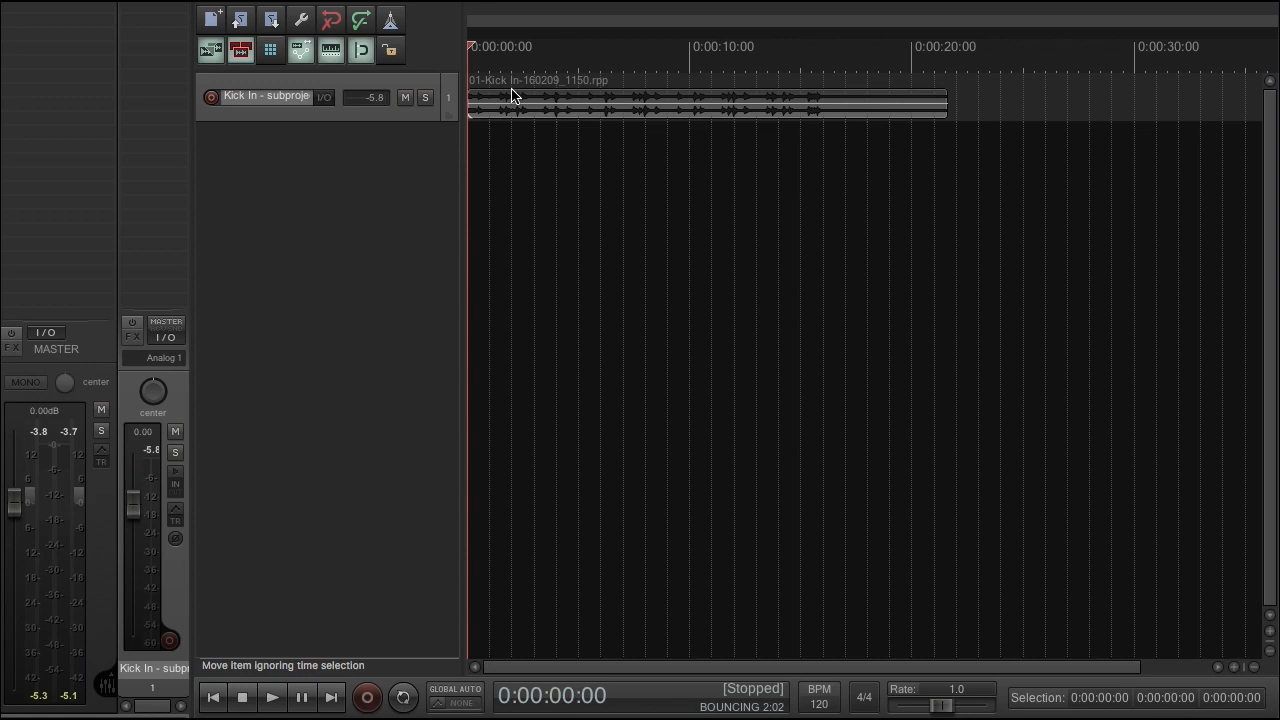 0:00:00:00
0:00:10:00
0:00:20:00
0:00:30:00
01-Kick In-160209_1150.rpp
Kick In - subproje
I/O
-5.8
M
S
1
I/O
FX
MASTER
MONO
center
0.00dB
-3.8 -3.7
M
S
TR
-5.3 -5.1
MASTER
FX
I/O
Analog 1
center
0.00
-5.8
M
S
IN
TR
Kick In - subpr
1
Move item ignoring time selection
GLOBAL AUTO
NONE
0:00:00:00
[Stopped]
BOUNCING 2:02
BPM
120
4/4
Rate:
1.0
Selection:
0:00:00:00
0:00:00:00
0:00:00:00